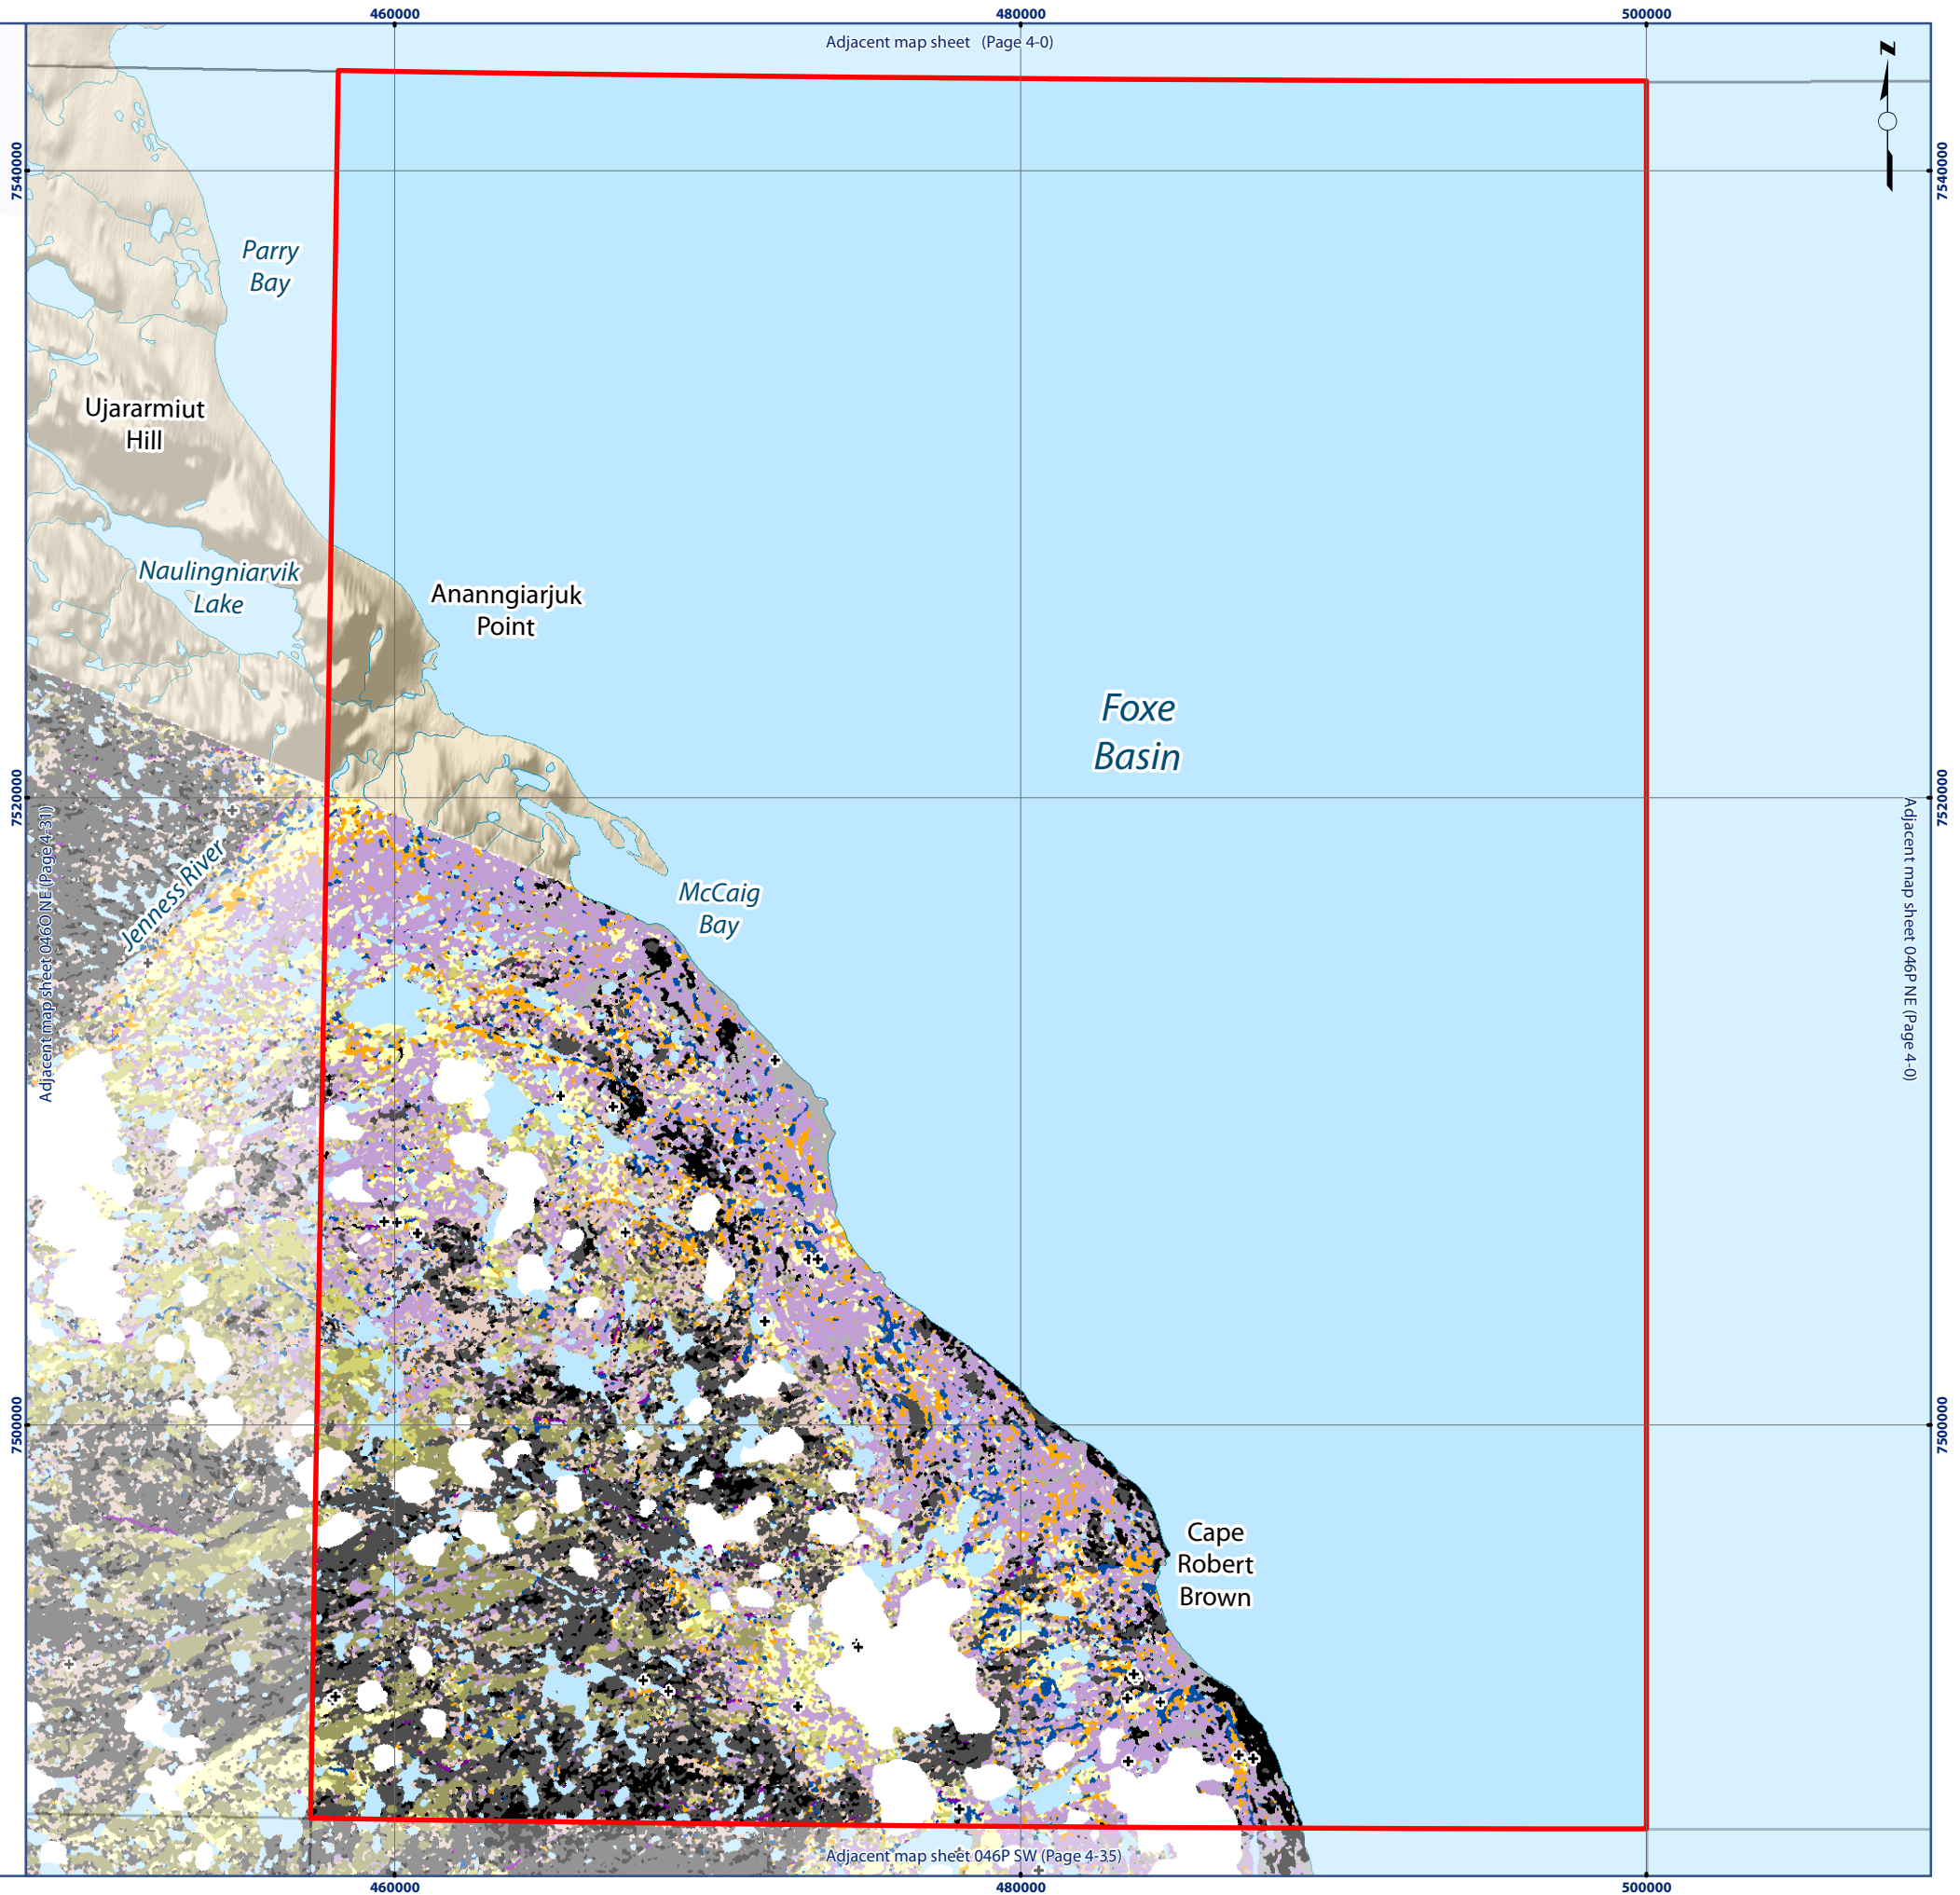 460000
480000
500000
Adjacent map sheet (Page 4-0)
N
7540000
7540000
Parry
Bay
Ujararmiut
Hill
Naulingniarvik
Lake
Ananngiarjuk
Point
Foxe
Basin
7520000
7520000
Adjacent map sheet 046O NE (Page 4-31)
Adjacent map sheet 046P NE (Page 4-0)
Jenness River
McCaig
Bay
7500000
7500000
Cape
Robert
Brown
Adjacent map sheet 046P SW (Page 4-35)
460000
480000
500000